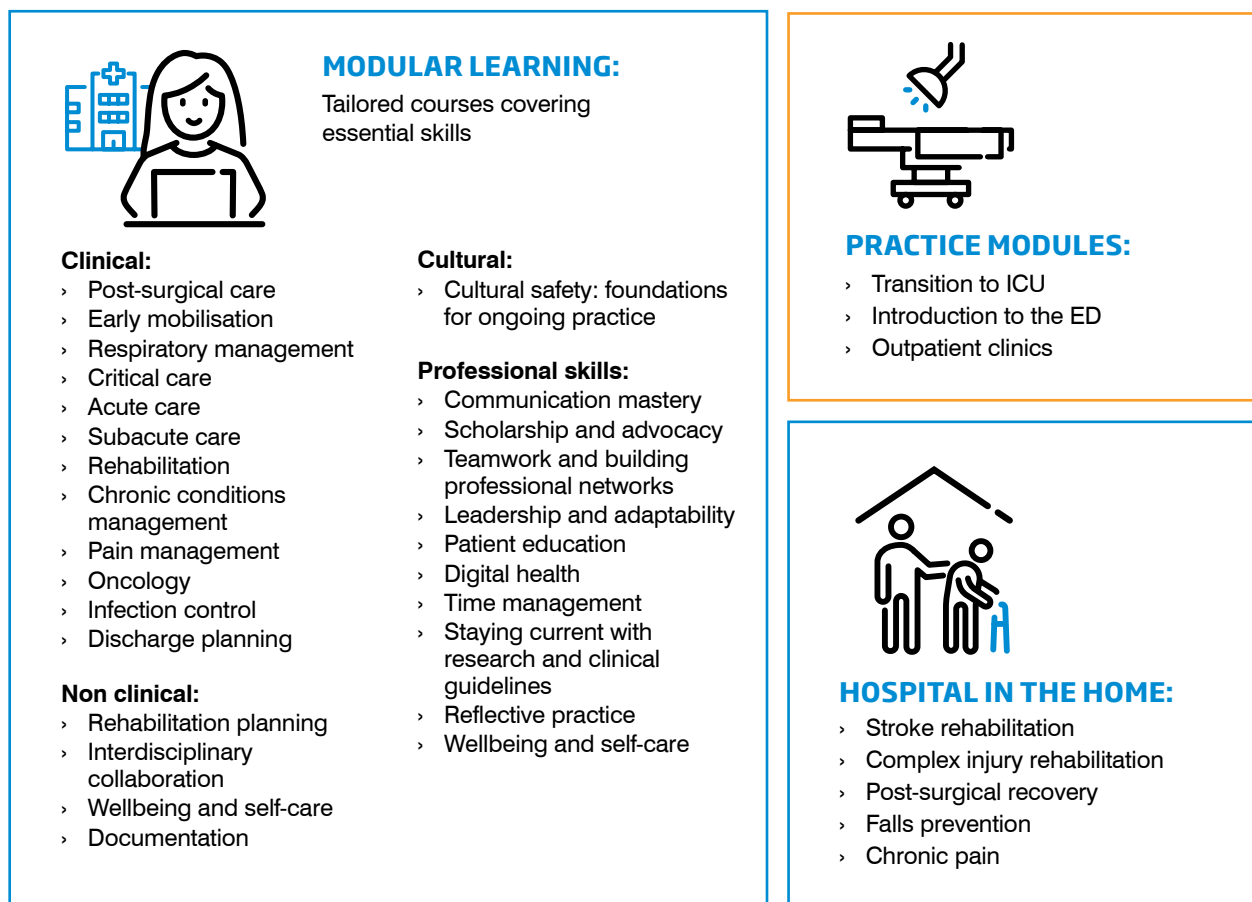 MODULAR LEARNING:
Tailored courses covering
essential skills
Clinical:
› Post-surgical care
› Early mobilisation
› Respiratory management
› Critical care
› Acute care
› Subacute care
› Rehabilitation
› Chronic conditions
management
› Pain management
› Oncology
› Infection control
› Discharge planning
Non clinical:
› Rehabilitation planning
› Interdisciplinary
collaboration
› Wellbeing and self-care
› Documentation
Cultural:
› Cultural safety: foundations
for ongoing practice
Professional skills:
› Communication mastery
› Scholarship and advocacy
› Teamwork and building
professional networks
› Leadership and adaptability
› Patient education
› Digital health
› Time management
› Staying current with
research and clinical
guidelines
› Reflective practice
› Wellbeing and self-care
PRACTICE MODULES:
› Transition to ICU
› Introduction to the ED
› Outpatient clinics
HOSPITAL IN THE HOME:
› Stroke rehabilitation
› Complex injury rehabilitation
› Post-surgical recovery
› Falls prevention
› Chronic pain